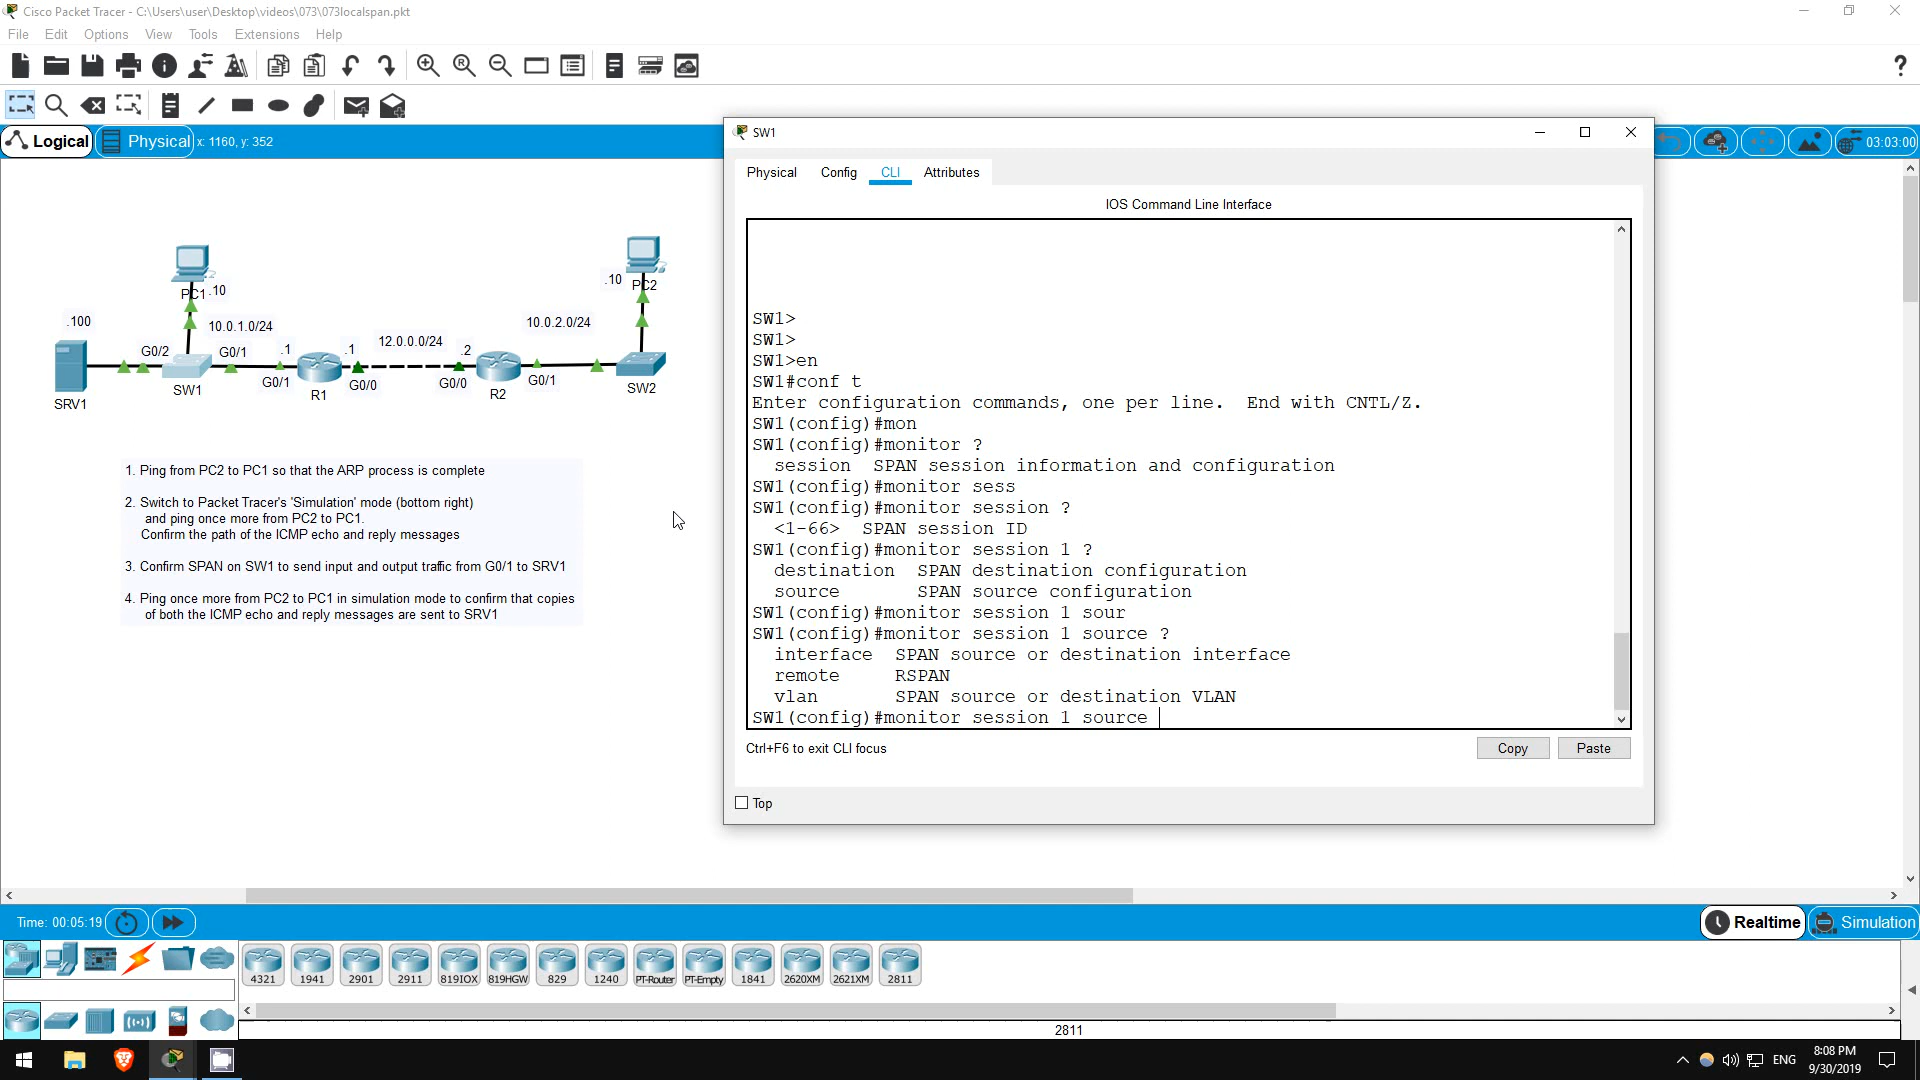 Cisco Packet Tracer - C:\Users\user\Desktop\videos\073\073localspan.pkt
File Edit Options View Tools Extensions Help
Logical Physical x: 1160, y: 352
03:03:00
SW1
Physical Config CLI Attributes
IOS Command Line Interface
SW1>
SW1>
SW1>en
SW1#conf t
Enter configuration commands, one per line.  End with CNTL/Z.
SW1(config)#mon
SW1(config)#monitor ?
session  SPAN session information and configuration
SW1(config)#monitor sess
SW1(config)#monitor session ?
<1-66>  SPAN session ID
SW1(config)#monitor session 1 ?
destination  SPAN destination configuration
source       SPAN source configuration
SW1(config)#monitor session 1 sour
SW1(config)#monitor session 1 source ?
interface  SPAN source or destination interface
remote     RSPAN
vlan       SPAN source or destination VLAN
SW1(config)#monitor session 1 source
Ctrl+F6 to exit CLI focus
Copy
Paste
Top
.10
PC2
PC1
.10
.100
10.0.1.0/24
10.0.2.0/24
12.0.0.0/24
G0/2
G0/1
.1
.1
.2
G0/1
G0/0
G0/0
G0/1
SW1
R1
R2
SW2
SRV1
1. Ping from PC2 to PC1 so that the ARP process is complete
2. Switch to Packet Tracer's 'Simulation' mode (bottom right)
and ping once more from PC2 to PC1.
Confirm the path of the ICMP echo and reply messages
3. Confirm SPAN on SW1 to send input and output traffic from G0/1 to SRV1
4. Ping once more from PC2 to PC1 in simulation mode to confirm that copies
of both the ICMP echo and reply messages are sent to SRV1
Time: 00:05:19
Realtime
Simulation
4321 1941 2901 2911 819IOX 819HGW 829 1240 PT-Router PT-Empty 1841 2620XM 2621XM 2811
2811
ENG
8:08 PM
9/30/2019